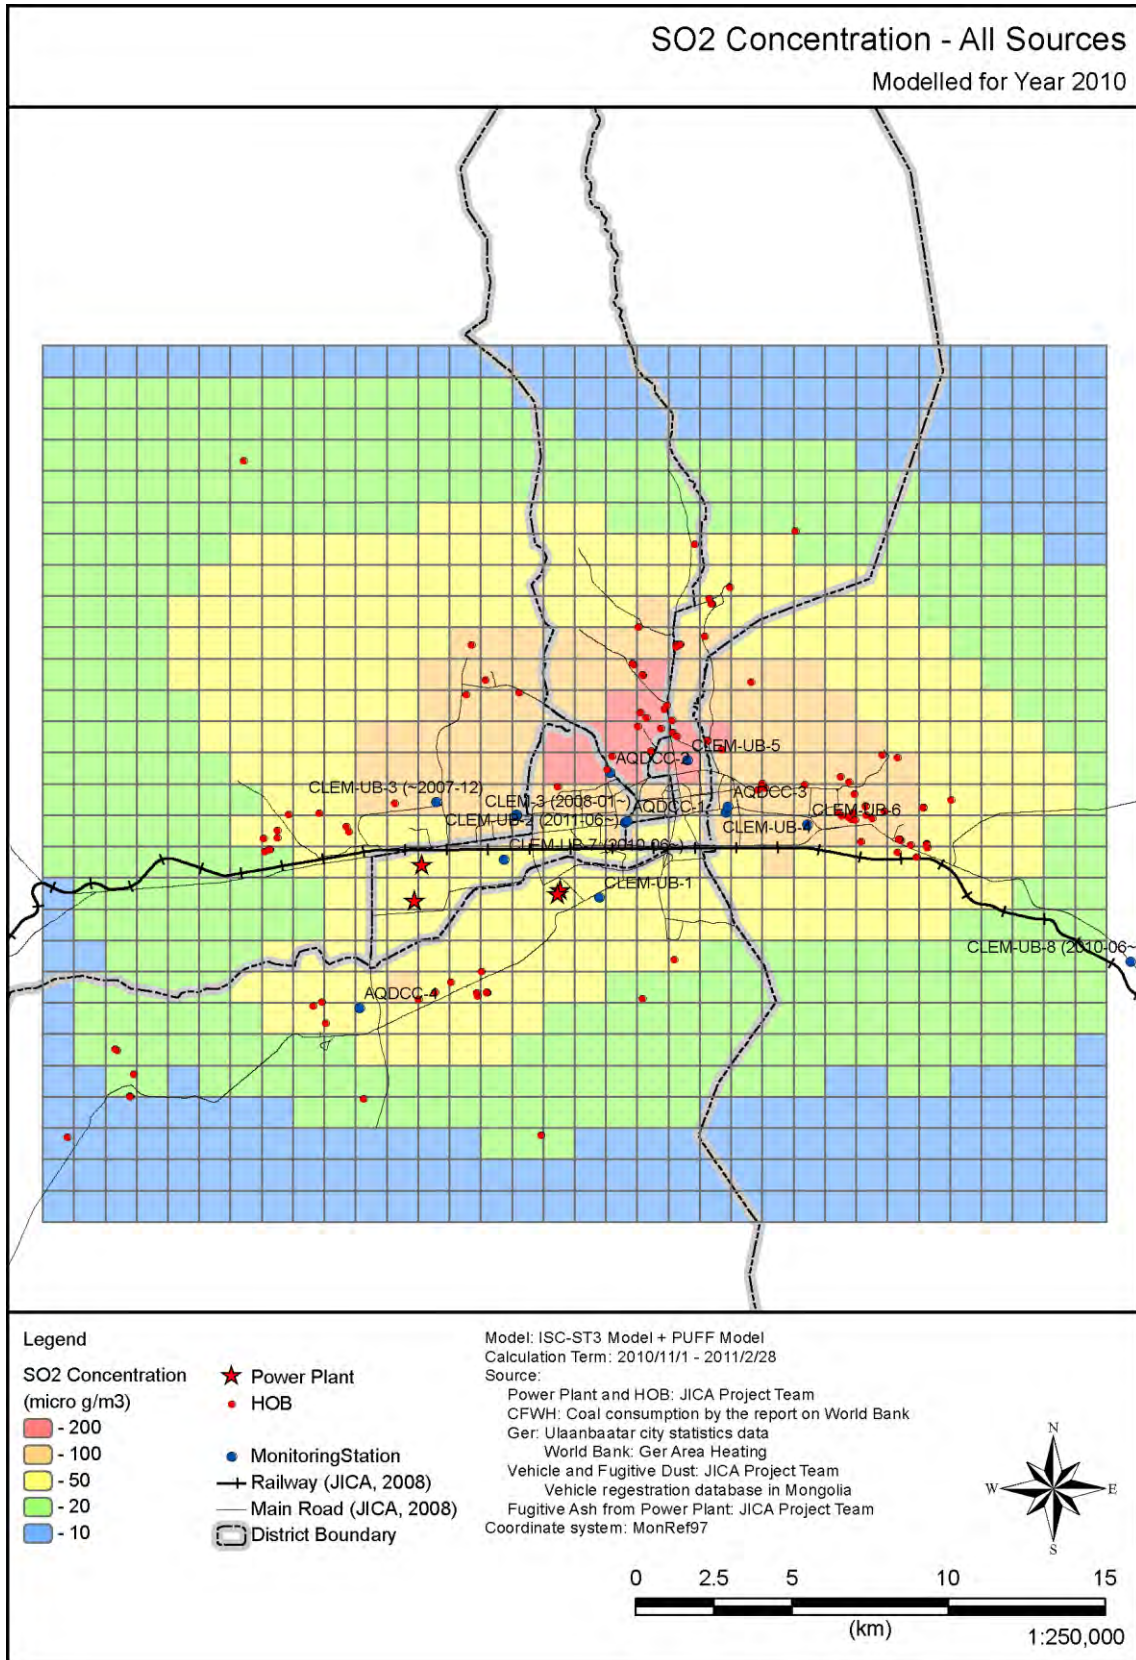 SO2 Concentration - All Sources
Modelled for Year 2010
CLEM-UB-5
AQDCC-2
CLEM-UB-3 (~2007-12)
CLEM-3 (2008-01~)
AQDCC-1
AQDCC-3
CLEM-UB-6
CLEM-UB-2 (2011-06~)
CLEM-UB-4
CLEM-UB-7 (2010-06~)
CLEM-UB-1
CLEM-UB-8 (2010-06~
AQDCC-4
Legend
SO2 Concentration
(micro g/m3)
- 200
- 100
- 50
- 20
- 10
Power Plant
HOB
MonitoringStation
Railway (JICA, 2008)
Main Road (JICA, 2008)
District Boundary
Model: ISC-ST3 Model + PUFF Model
Calculation Term: 2010/11/1 - 2011/2/28
Source:
Power Plant and HOB: JICA Project Team
CFWH: Coal consumption by the report on World Bank
Ger: Ulaanbaatar city statistics data
World Bank: Ger Area Heating
Vehicle and Fugitive Dust: JICA Project Team
Vehicle regestration database in Mongolia
Fugitive Ash from Power Plant: JICA Project Team
Coordinate system: MonRef97
N
W
E
S
0 2.5 5 10 15
(km)
1:250,000